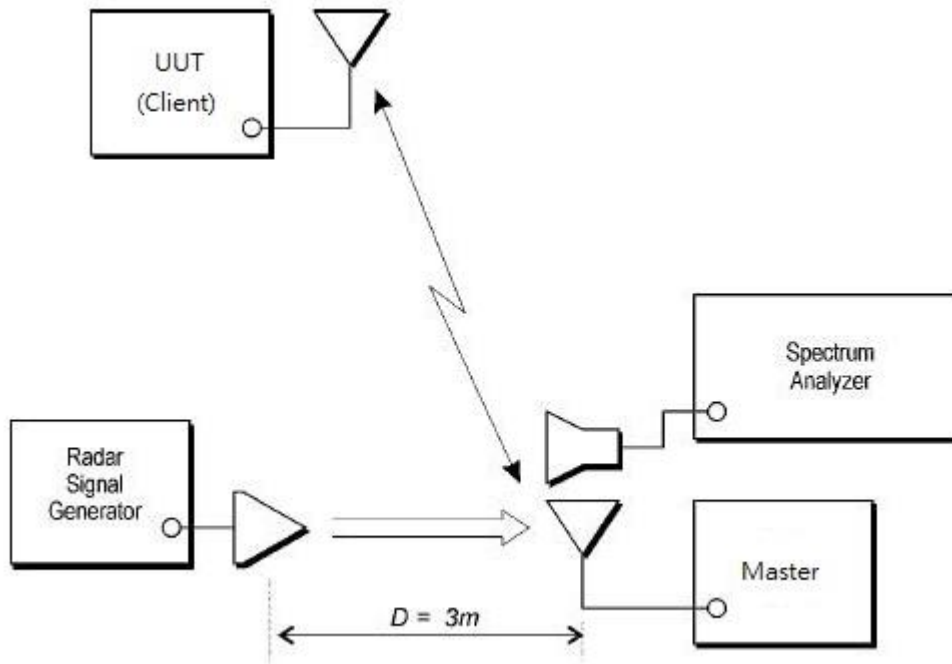 UUT
(Client)
Spectrum
Analyzer
Radar
Signal
Generator
Master
D = 3m